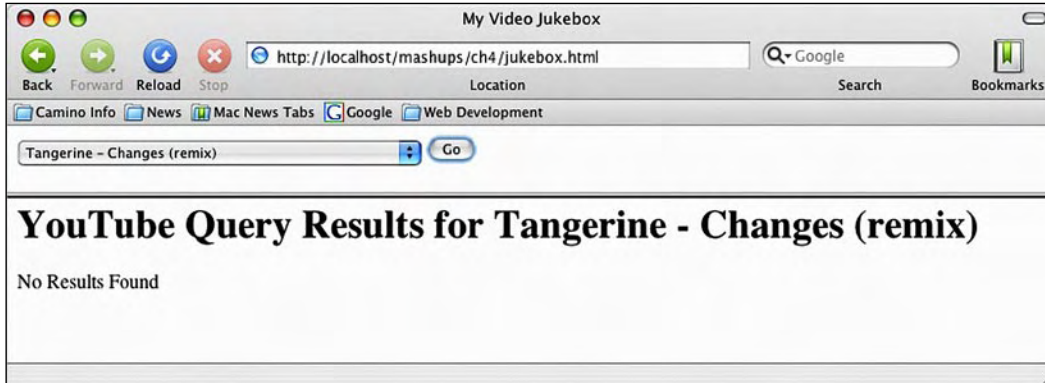 My Video Jukebox
http://localhost/mashups/ch4/jukebox.html
Google
Back Forward Reload Stop Location Search Bookmarks
Camino Info News Mac News Tabs G Google Web Development
Tangerine - Changes (remix) Go
YouTube Query Results for Tangerine - Changes (remix)
No Results Found